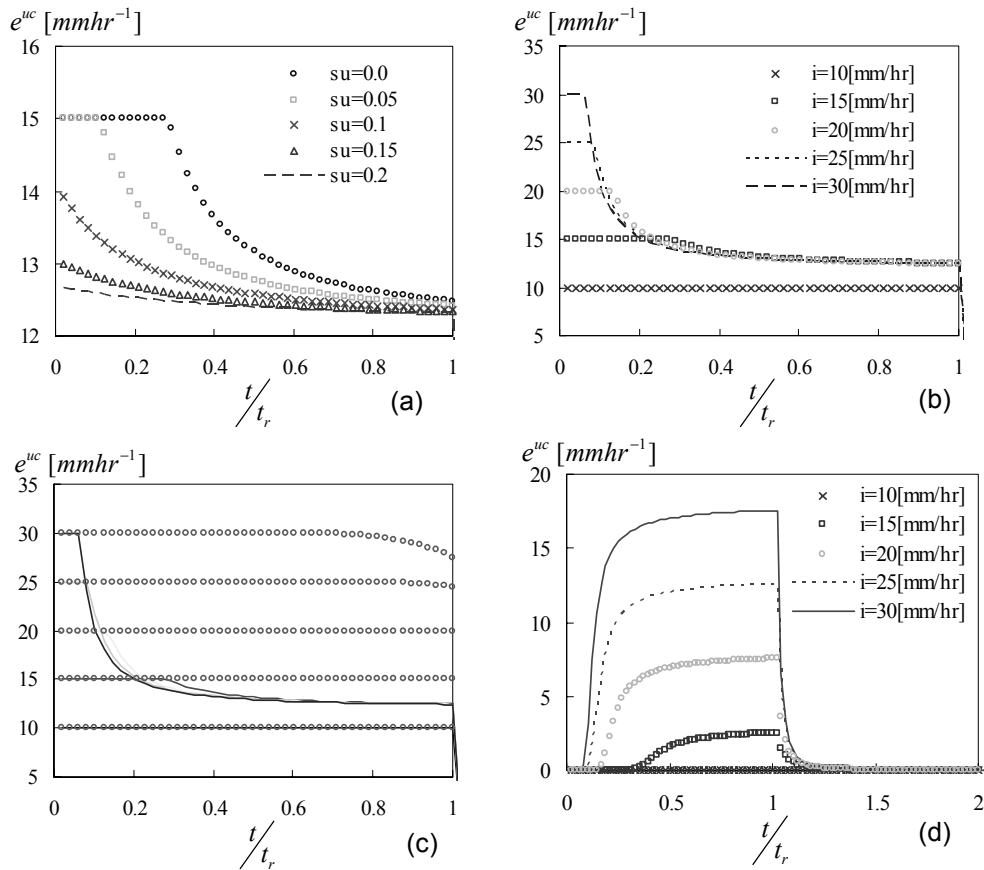 e^{uc} [mmhr^{-1}]
16
15
14
13
12
0
0.2
0.4
0.6
0.8
1
su=0.0
su=0.05
su=0.1
su=0.15
su=0.2
t/t_r
(a)
e^{uc} [mmhr^{-1}]
35
30
25
20
15
10
5
0
0.2
0.4
0.6
0.8
1
i=10[mm/hr]
i=15[mm/hr]
i=20[mm/hr]
i=25[mm/hr]
i=30[mm/hr]
t/t_r
(b)
e^{uc} [mmhr^{-1}]
35
30
25
20
15
10
5
0
0.2
0.4
0.6
0.8
1
t/t_r
(c)
e^{uc} [mmhr^{-1}]
20
15
10
5
0
0
0.5
1
1.5
2
i=10[mm/hr]
i=15[mm/hr]
i=20[mm/hr]
i=25[mm/hr]
i=30[mm/hr]
t/t_r
(d)